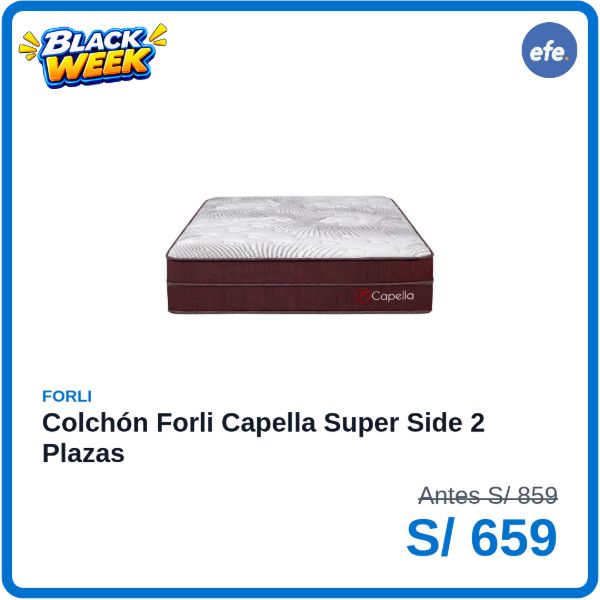 BLACK
WEEK
efe.
Capella
FORLI
Colchón Forli Capella Super Side 2
Plazas
Antes S/ 859
S/ 659